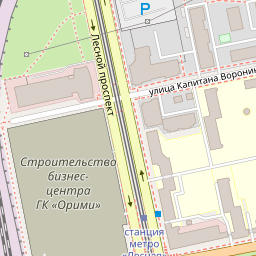 P
Лесной проспект
улица Капитана Воронин
Строительство
бизнес-
центра
ГК «Орими»
станция
метро
«Лесная»